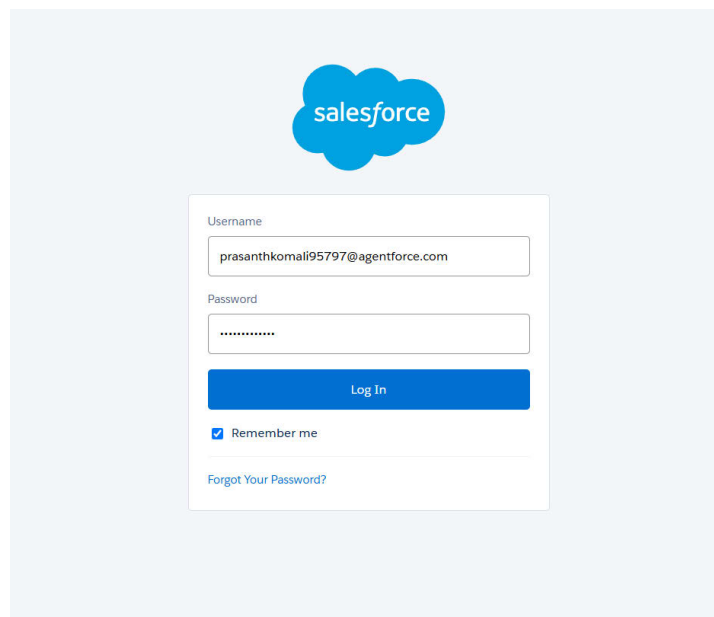 salesforce
Username
prasanthkomali95797@agentforce.com
Password
•••••••••••••
Log In
Remember me
Forgot Your Password?